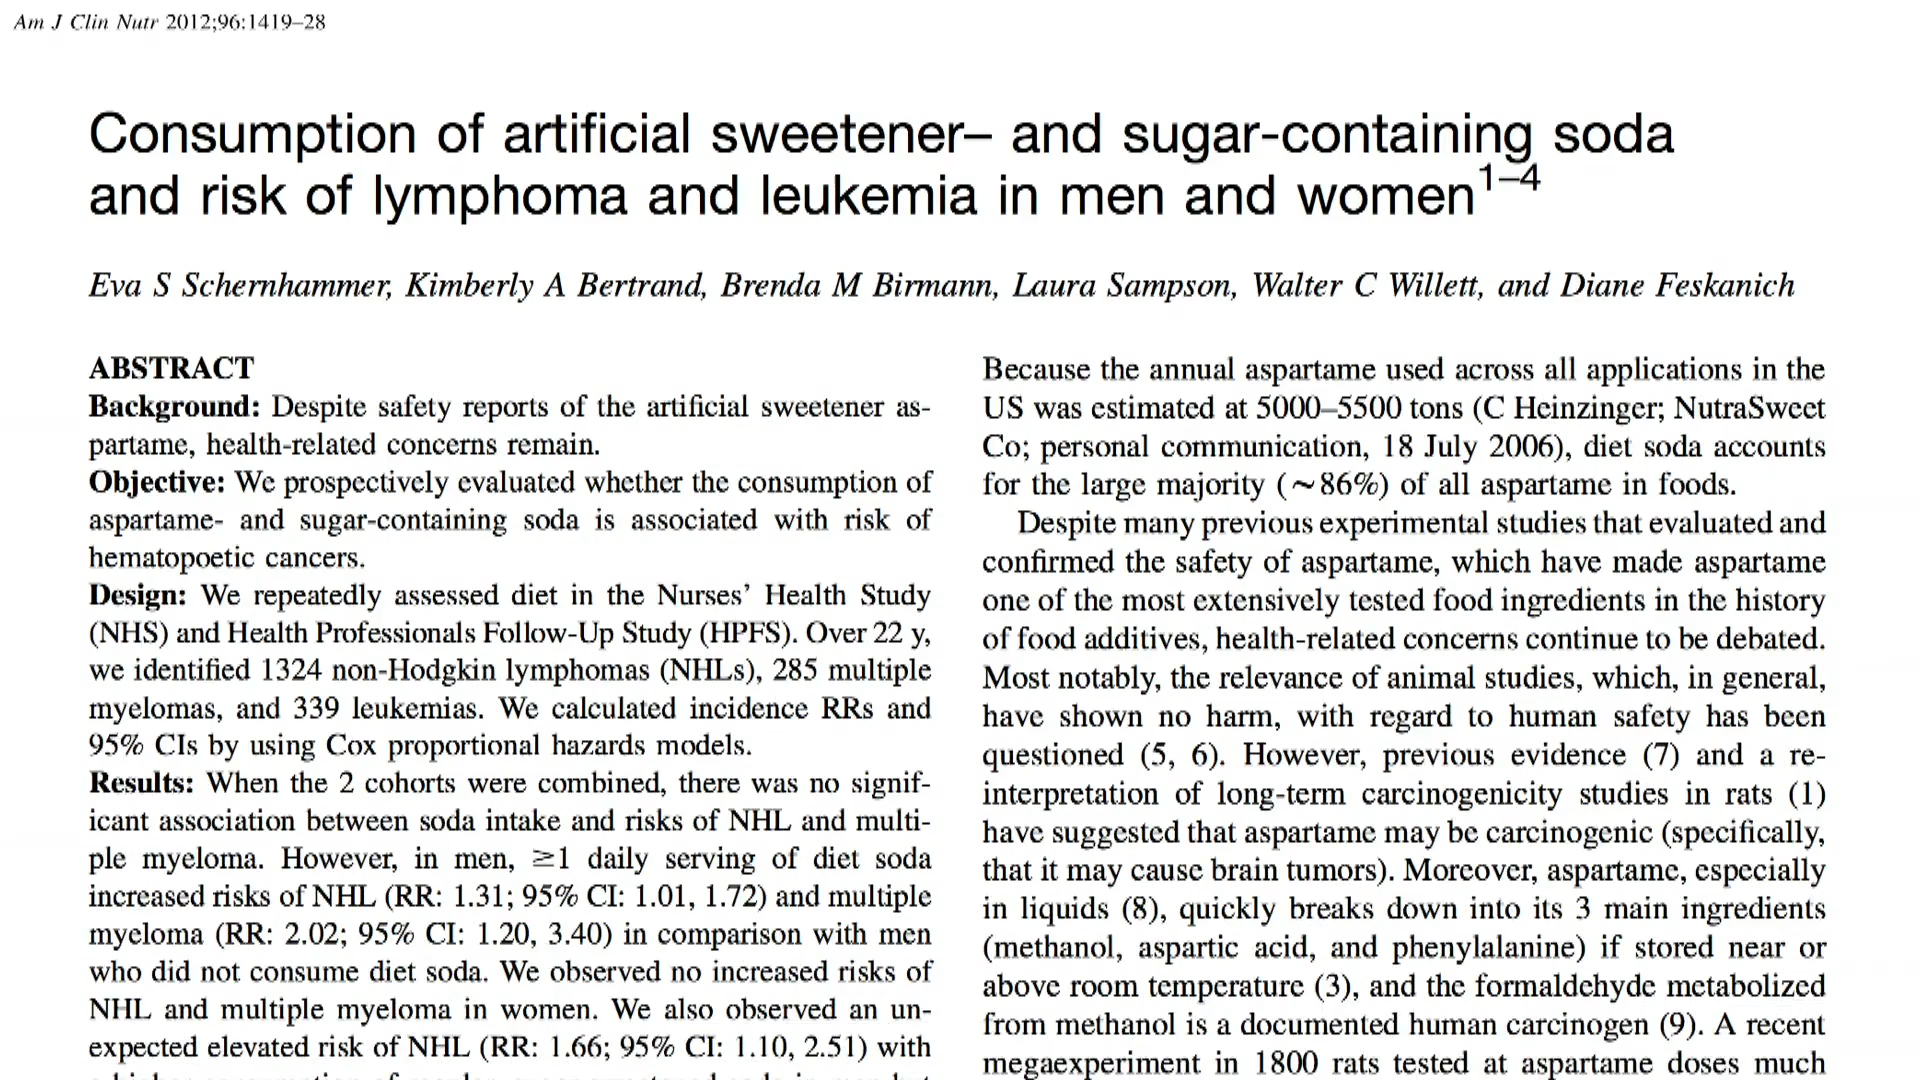 Am J Clin Nutr 2012;96:1419–28
Consumption of artificial sweetener– and sugar-containing soda
and risk of lymphoma and leukemia in men and women1–4
Eva S Schernhammer, Kimberly A Bertrand, Brenda M Birmann, Laura Sampson, Walter C Willett, and Diane Feskanich
ABSTRACT
Background: Despite safety reports of the artificial sweetener as-
partame, health-related concerns remain.
Objective: We prospectively evaluated whether the consumption of
aspartame- and sugar-containing soda is associated with risk of
hematopoetic cancers.
Design: We repeatedly assessed diet in the Nurses’ Health Study
(NHS) and Health Professionals Follow-Up Study (HPFS). Over 22 y,
we identified 1324 non-Hodgkin lymphomas (NHLs), 285 multiple
myelomas, and 339 leukemias. We calculated incidence RRs and
95% CIs by using Cox proportional hazards models.
Results: When the 2 cohorts were combined, there was no signif-
icant association between soda intake and risks of NHL and multi-
ple myeloma. However, in men, ≥1 daily serving of diet soda
increased risks of NHL (RR: 1.31; 95% CI: 1.01, 1.72) and multiple
myeloma (RR: 2.02; 95% CI: 1.20, 3.40) in comparison with men
who did not consume diet soda. We observed no increased risks of
NHL and multiple myeloma in women. We also observed an un-
expected elevated risk of NHL (RR: 1.66; 95% CI: 1.10, 2.51) with
Because the annual aspartame used across all applications in the
US was estimated at 5000–5500 tons (C Heinzinger; NutraSweet
Co; personal communication, 18 July 2006), diet soda accounts
for the large majority (~86%) of all aspartame in foods.
Despite many previous experimental studies that evaluated and
confirmed the safety of aspartame, which have made aspartame
one of the most extensively tested food ingredients in the history
of food additives, health-related concerns continue to be debated.
Most notably, the relevance of animal studies, which, in general,
have shown no harm, with regard to human safety has been
questioned (5, 6). However, previous evidence (7) and a re-
interpretation of long-term carcinogenicity studies in rats (1)
have suggested that aspartame may be carcinogenic (specifically,
that it may cause brain tumors). Moreover, aspartame, especially
in liquids (8), quickly breaks down into its 3 main ingredients
(methanol, aspartic acid, and phenylalanine) if stored near or
above room temperature (3), and the formaldehyde metabolized
from methanol is a documented human carcinogen (9). A recent
megaexperiment in 1800 rats tested at aspartame doses much